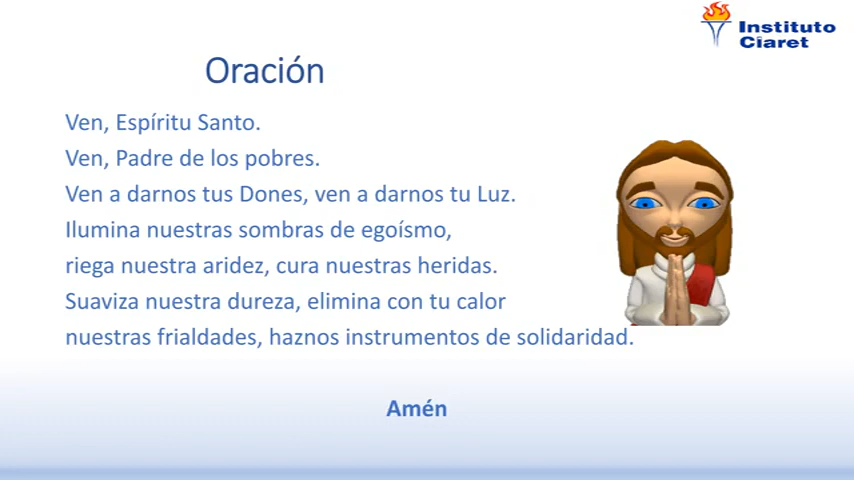 Instituto
Claret
Oración
Ven, Espíritu Santo.
Ven, Padre de los pobres.
Ven a darnos tus Dones, ven a darnos tu Luz.
Ilumina nuestras sombras de egoísmo,
riega nuestra aridez, cura nuestras heridas.
Suaviza nuestra dureza, elimina con tu calor
nuestras frialdades, haznos instrumentos de solidaridad.
Amén